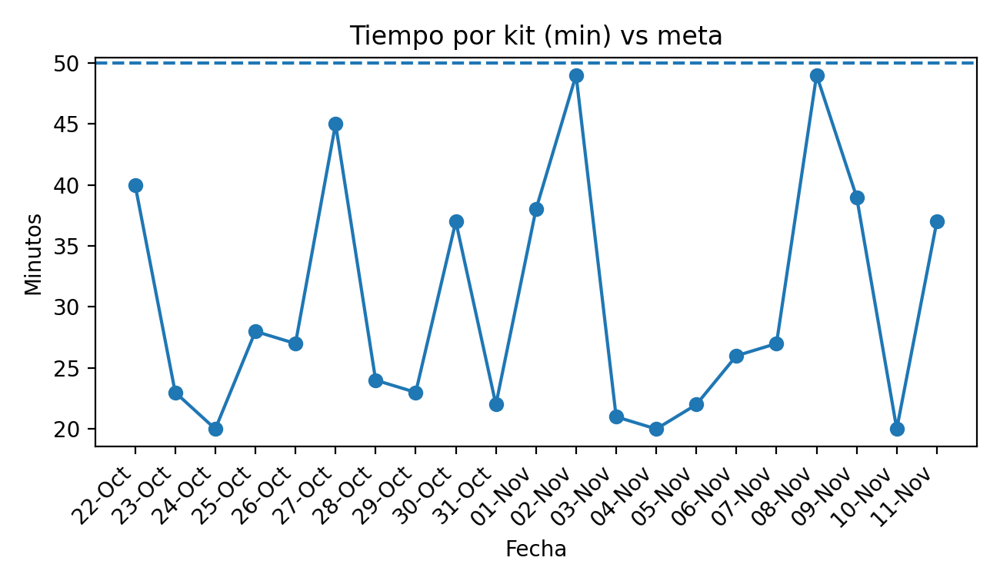 Tiempo por kit (min) vs meta
Minutos
50
45
40
35
30
25
20
22-Oct
23-Oct
24-Oct
25-Oct
26-Oct
27-Oct
28-Oct
29-Oct
30-Oct
31-Oct
01-Nov
02-Nov
03-Nov
04-Nov
05-Nov
06-Nov
07-Nov
08-Nov
09-Nov
10-Nov
11-Nov
Fecha